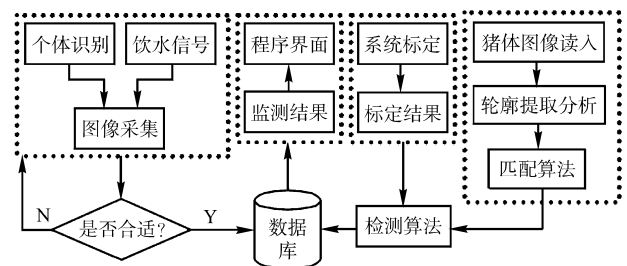 个体识别
饮水信号
图像采集
程序界面
监测结果
系统标定
标定结果
猪体图像读入
轮廓提取分析
匹配算法
N
是否合适?
Y
数据
库
检测算法